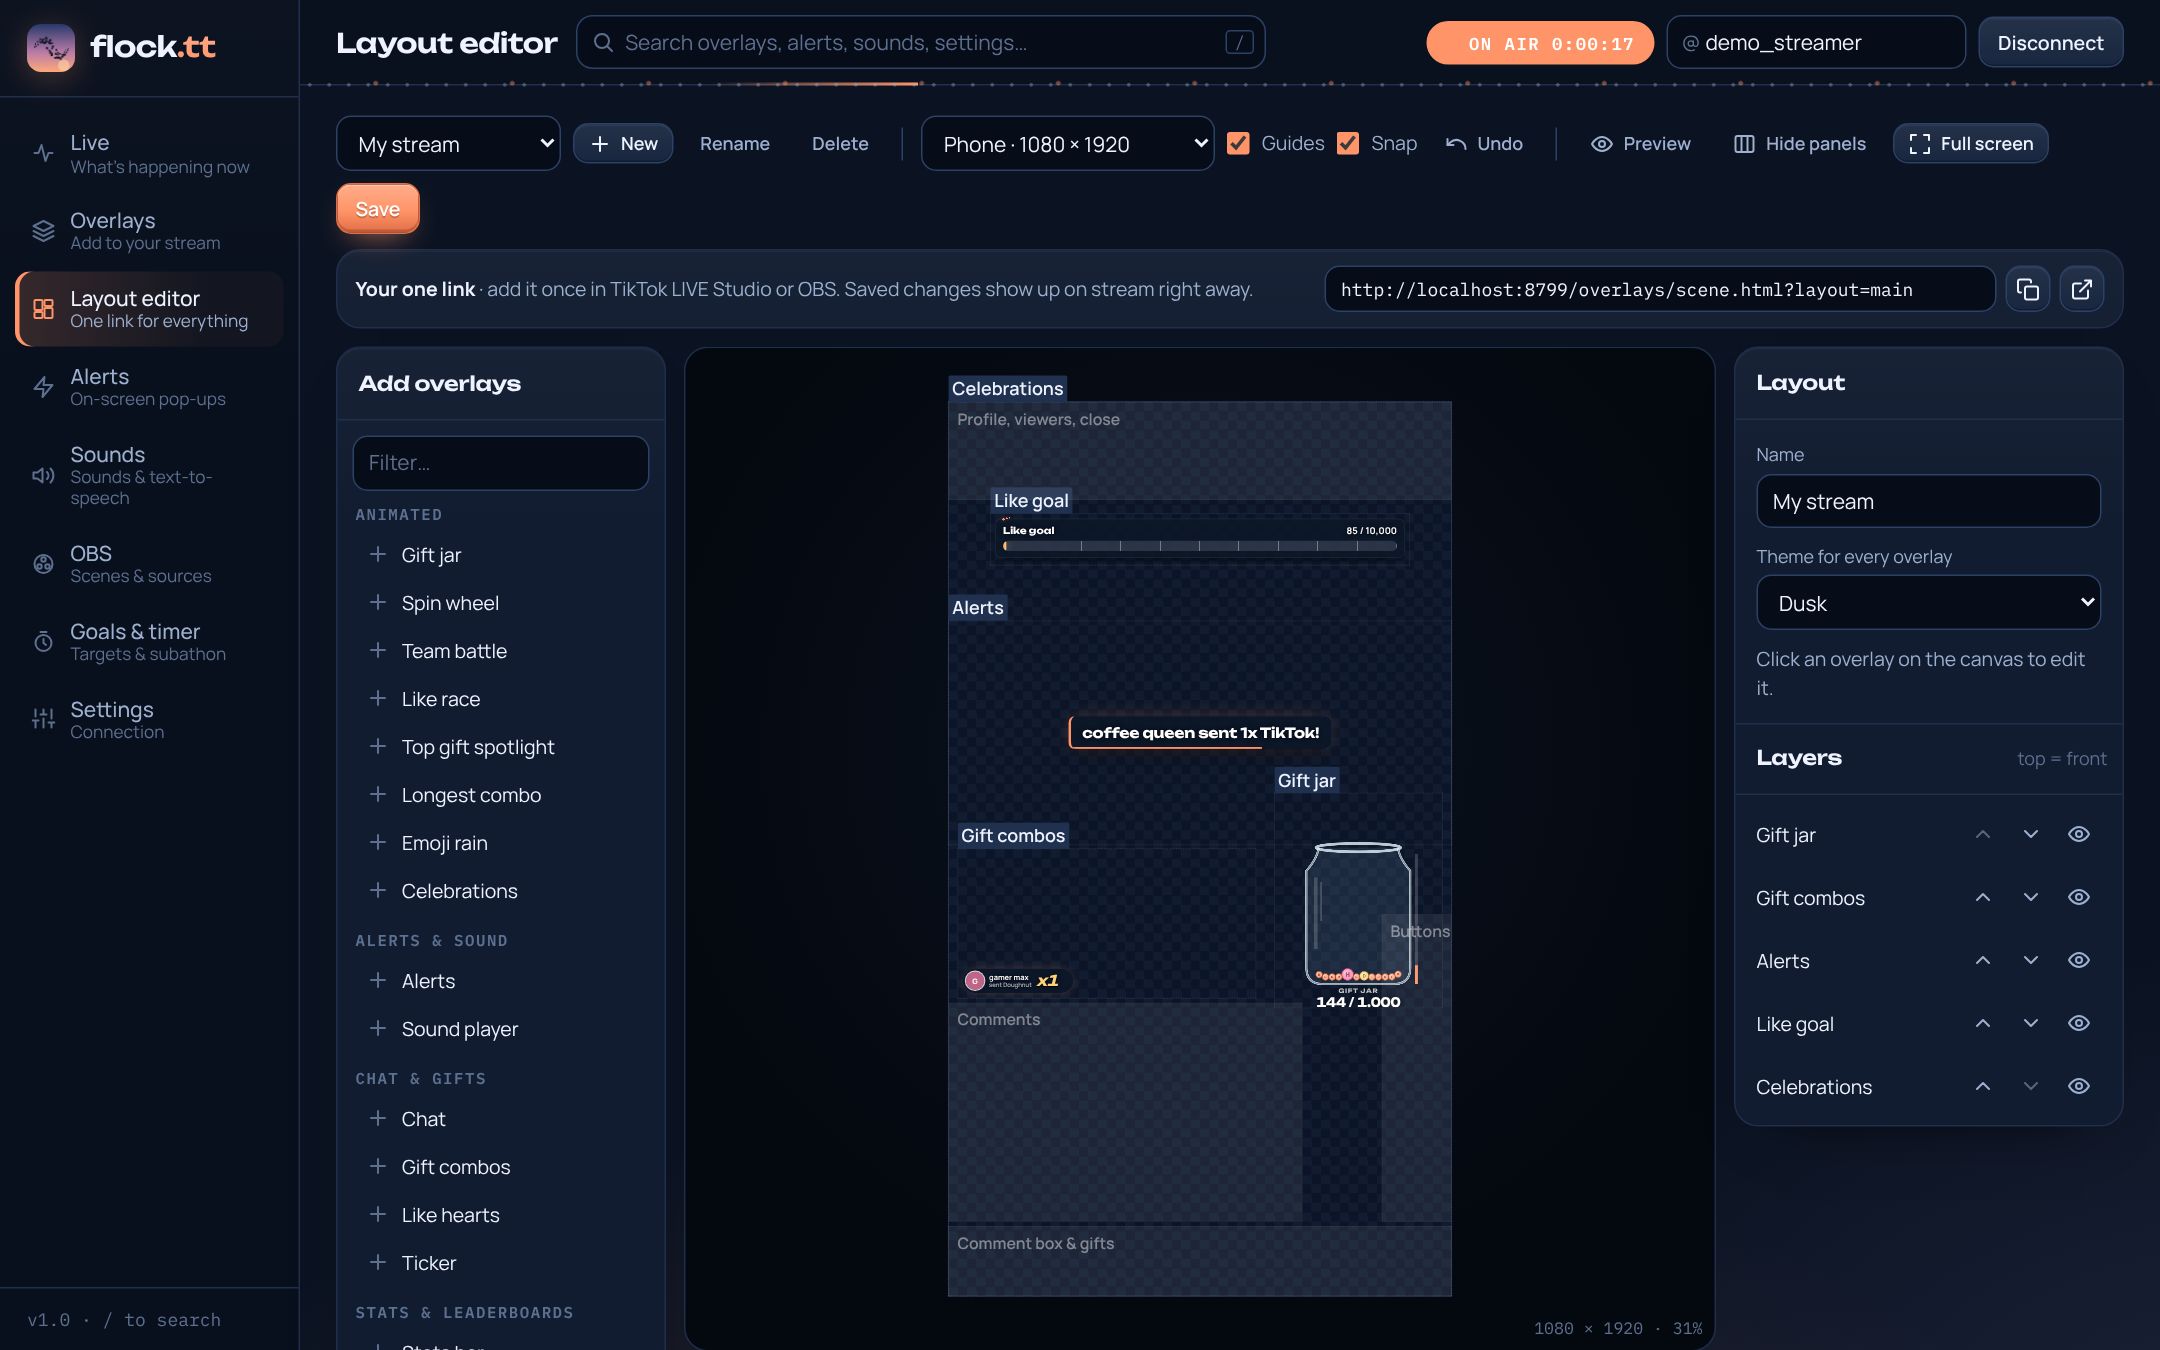 flock.tt
Layout editor
Search overlays, alerts, sounds, settings...
/
ON AIR 0:00:17
@ demo_streamer
Disconnect
Live
What's happening now
Overlays
Add to your stream
Layout editor
One link for everything
Alerts
On-screen pop-ups
Sounds
Sounds & text-to-
speech
OBS
Scenes & sources
Goals & timer
Targets & subathon
Settings
Connection
v1.0 · / to search
My stream
New
Rename
Delete
Phone · 1080 × 1920
Guides
Snap
Undo
Preview
Hide panels
Full screen
Save
Your one link · add it once in TikTok LIVE Studio or OBS. Saved changes show up on stream right away.
http://localhost:8799/overlays/scene.html?layout=main
Add overlays
Filter...
ANIMATED
Gift jar
Spin wheel
Team battle
Like race
Top gift spotlight
Longest combo
Emoji rain
Celebrations
ALERTS & SOUND
Alerts
Sound player
CHAT & GIFTS
Chat
Gift combos
Like hearts
Ticker
STATS & LEADERBOARDS
Celebrations
Profile, viewers, close
Like goal
Like goal
85 / 10,000
Alerts
coffee queen sent 1x TikTok!
Gift jar
Gift combos
Buttons
gamer max
sent Doughnut
x1
G
GIFT JAR
144 / 1.000
Comments
Comment box & gifts
1080 × 1920 · 31%
Layout
Name
My stream
Theme for every overlay
Dusk
Click an overlay on the canvas to edit
it.
Layers
top = front
Gift jar
Gift combos
Alerts
Like goal
Celebrations